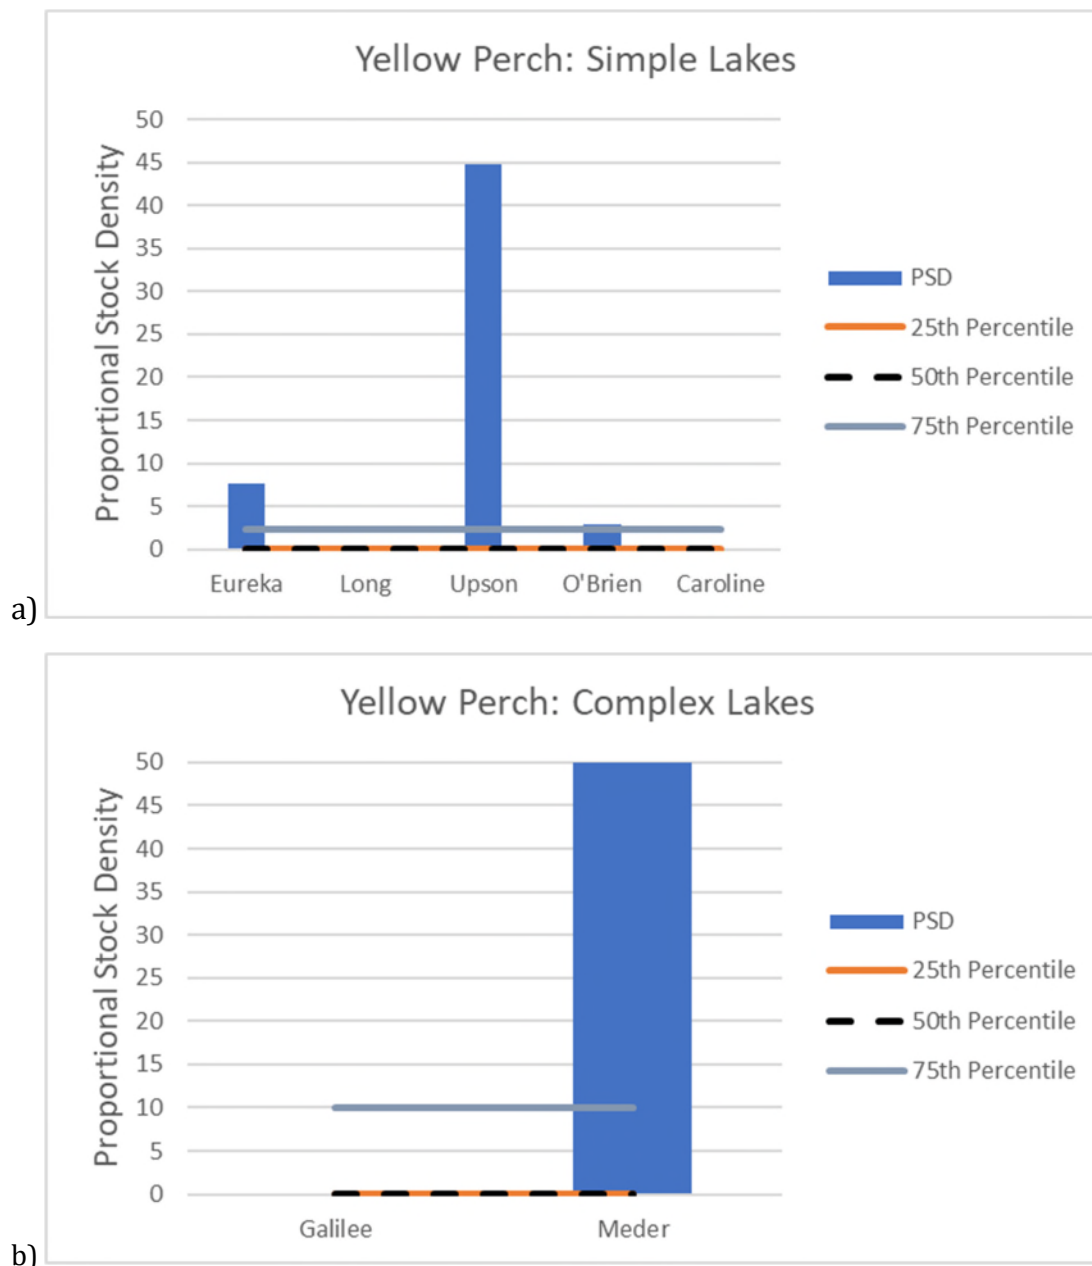 Yellow Perch: Simple Lakes
Proportional Stock Density
50
45
40
35
30
25
20
15
10
5
0
Eureka Long Upson O'Brien Caroline
PSD
25th Percentile
50th Percentile
75th Percentile
a)
Yellow Perch: Complex Lakes
Proportional Stock Density
50
45
40
35
30
25
20
15
10
5
0
Galilee Meder
PSD
25th Percentile
50th Percentile
75th Percentile
b)